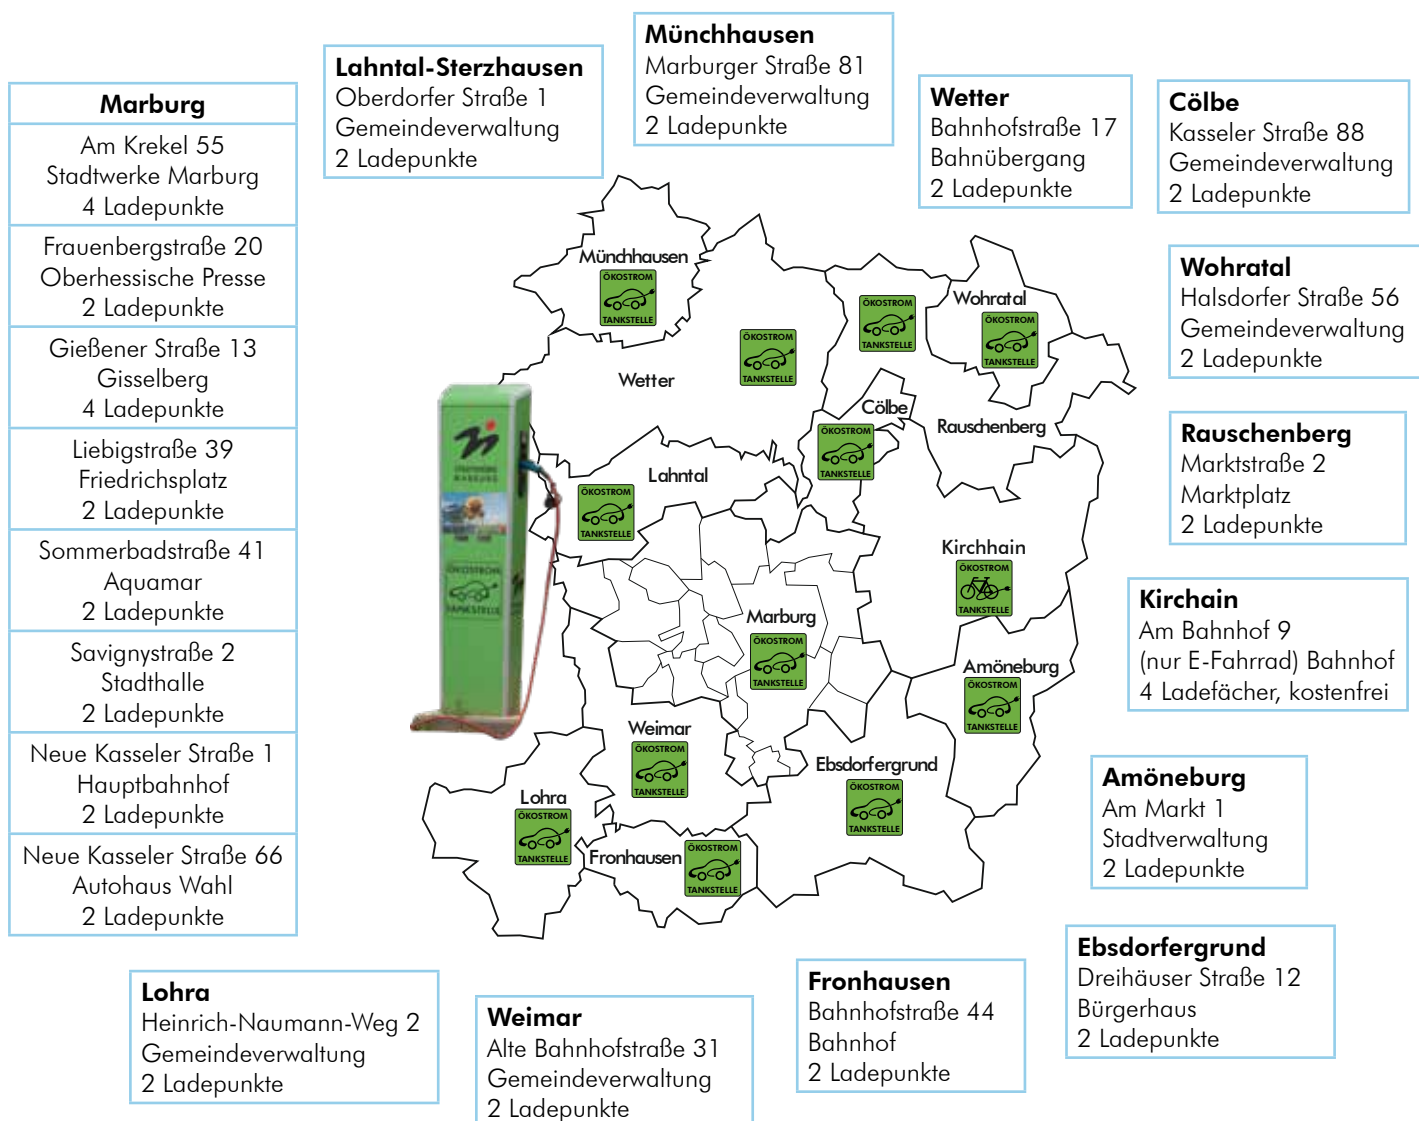 Münchhausen
Marburger Straße 81
Gemeindeverwaltung
2 Ladepunkte
Lahntal-Sterzhausen
Oberdorfer Straße 1
Gemeindeverwaltung
2 Ladepunkte
Wetter
Bahnhofstraße 17
Bahnübergang
2 Ladepunkte
Cölbe
Kasseler Straße 88
Gemeindeverwaltung
2 Ladepunkte
Marburg
Am Krekel 55
Stadtwerke Marburg
4 Ladepunkte
Frauenbergstraße 20
Oberhessische Presse
2 Ladepunkte
Gießener Straße 13
Gisselberg
4 Ladepunkte
Liebigstraße 39
Friedrichsplatz
2 Ladepunkte
Sommerbadstraße 41
Aquamar
2 Ladepunkte
Savignystraße 2
Stadthalle
2 Ladepunkte
Neue Kasseler Straße 1
Hauptbahnhof
2 Ladepunkte
Neue Kasseler Straße 66
Autohaus Wahl
2 Ladepunkte
Wohratal
Halsdorfer Straße 56
Gemeindeverwaltung
2 Ladepunkte
Rauschenberg
Marktstraße 2
Marktplatz
2 Ladepunkte
Kirchain
Am Bahnhof 9
(nur E-Fahrrad) Bahnhof
4 Ladefächer, kostenfrei
Amöneburg
Am Markt 1
Stadtverwaltung
2 Ladepunkte
Ebsdorfergrund
Dreihäuser Straße 12
Bürgerhaus
2 Ladepunkte
Fronhausen
Bahnhofstraße 44
Bahnhof
2 Ladepunkte
Weimar
Alte Bahnhofstraße 31
Gemeindeverwaltung
2 Ladepunkte
Lohra
Heinrich-Naumann-Weg 2
Gemeindeverwaltung
2 Ladepunkte
Münchhausen
ÖKOSTROM
TANKSTELLE
Wetter
ÖKOSTROM
TANKSTELLE
ÖKOSTROM
TANKSTELLE
Wohratal
ÖKOSTROM
TANKSTELLE
Cölbe
ÖKOSTROM
TANKSTELLE
Rauschenberg
Lahntal
ÖKOSTROM
TANKSTELLE
Kirchhain
ÖKOSTROM
TANKSTELLE
Marburg
ÖKOSTROM
TANKSTELLE
Amöneburg
ÖKOSTROM
TANKSTELLE
Weimar
ÖKOSTROM
TANKSTELLE
Ebsdorfergrund
ÖKOSTROM
TANKSTELLE
Lohra
ÖKOSTROM
TANKSTELLE
Fronhausen
ÖKOSTROM
TANKSTELLE
ÖKOSTROM
TANKSTELLE